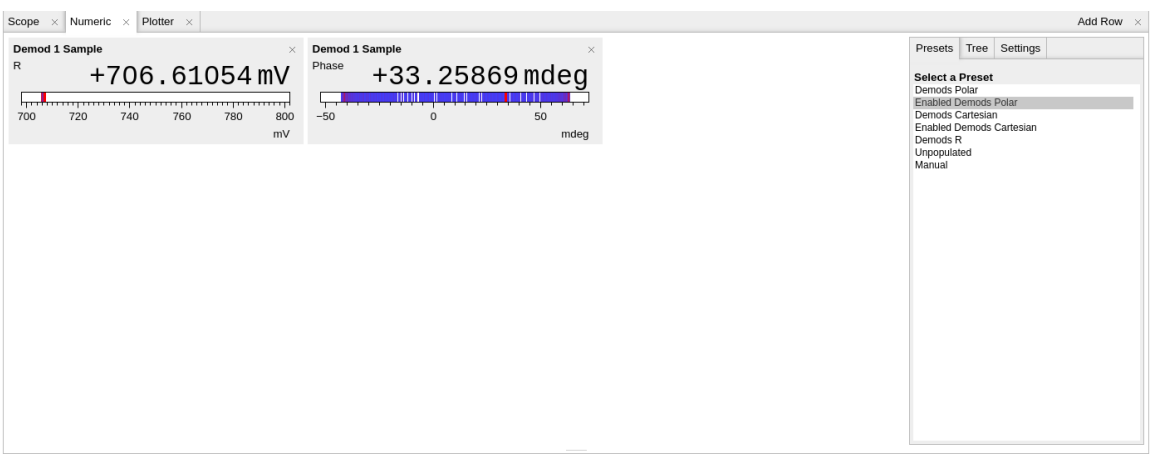 Scope × Numeric × Plotter × Add Row ×
Demod 1 Sample ×
R +706.61054 mV
700 720 740 760 780 800
mV
Demod 1 Sample ×
Phase +33.25869 mdeg
−50 0 50
mdeg
Presets Tree Settings
Select a Preset
Demods Polar
Enabled Demods Polar
Demods Cartesian
Enabled Demods Cartesian
Demods R
Unpopulated
Manual